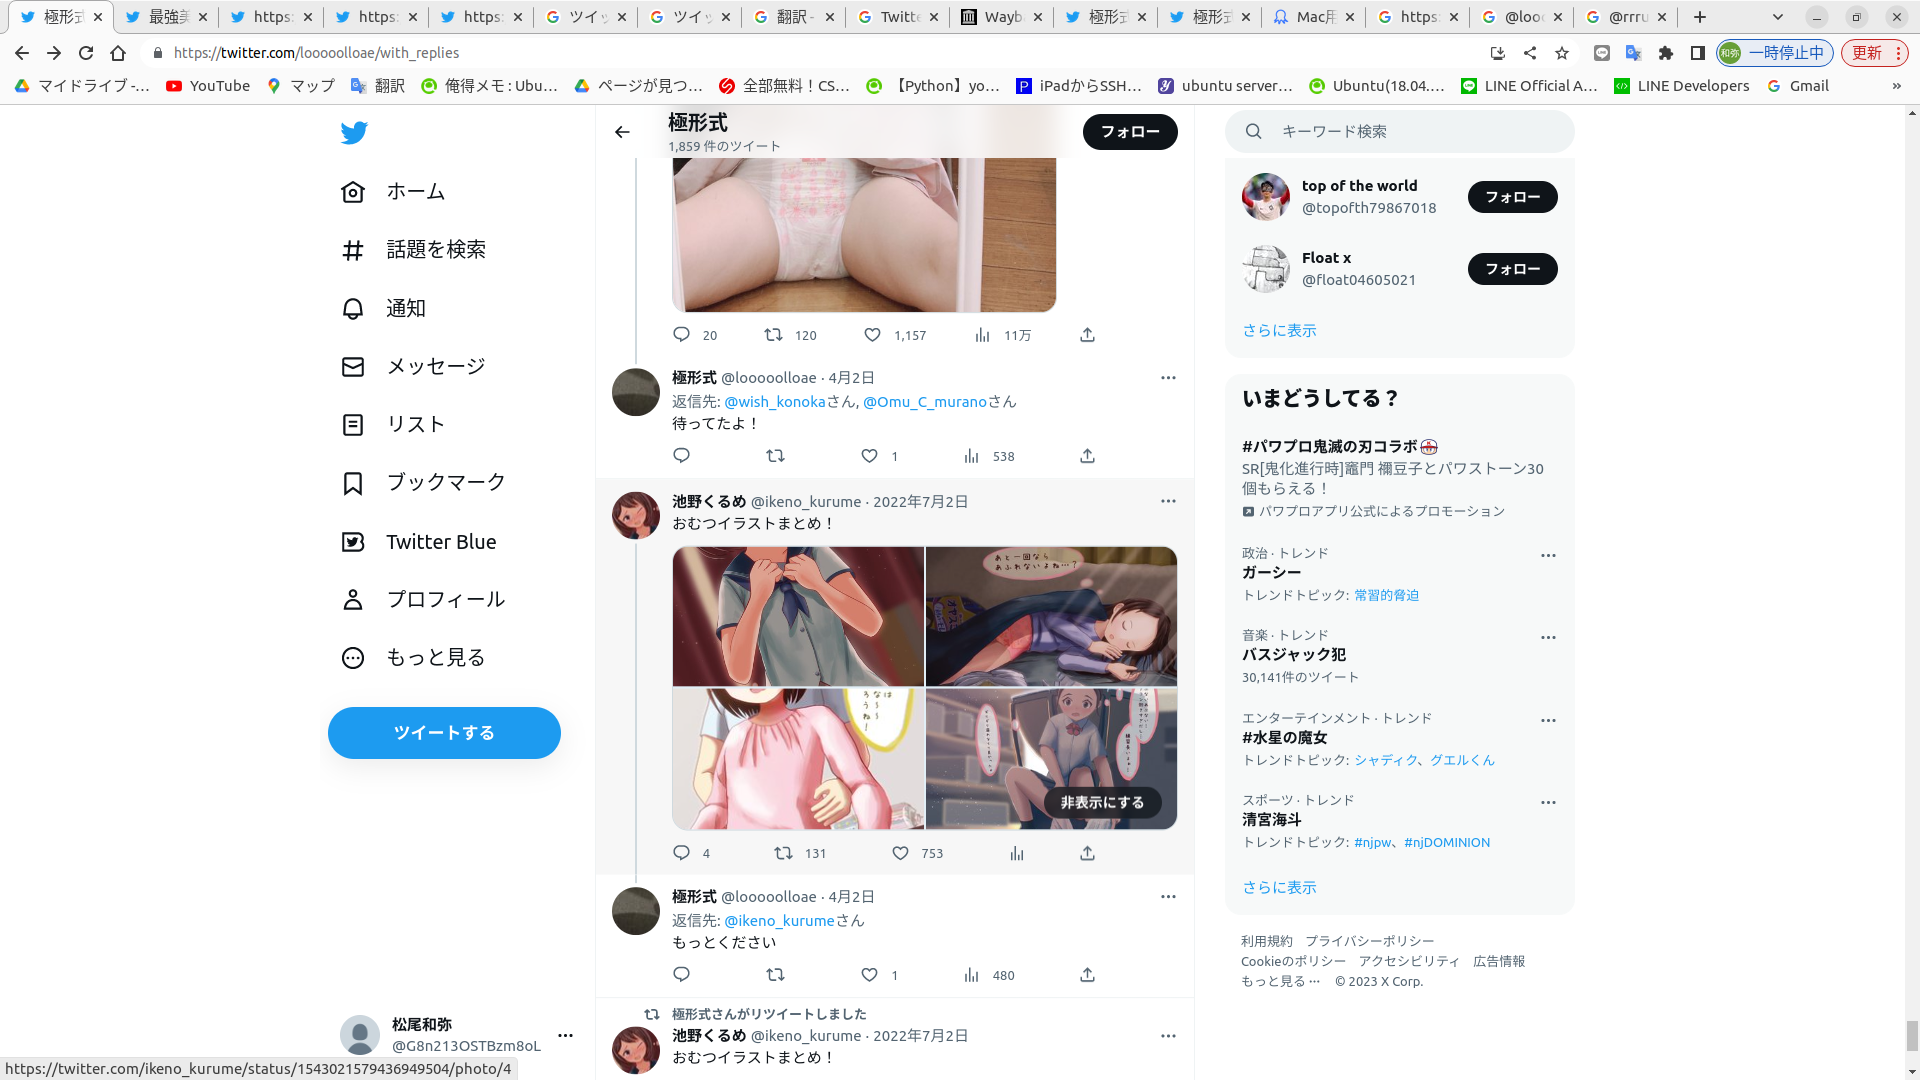 極形式
最強美
https:
https:
https:
ツイッ
ツイッ
翻訳 -
Twitte
Wayb
極形式
極形式
Mac用
https:
@looo
@rrru
https://twitter.com/looooolloae/with_replies
和弥
一時停止中
更新
マイドライブ -…
YouTube
マップ
翻訳
俺得メモ : Ubu…
ページが見つ…
全部無料！CS…
【Python】yo…
iPadからSSH…
ubuntu server…
Ubuntu(18.04.…
LINE Official A…
LINE Developers
Gmail
»
ホーム
話題を検索
通知
メッセージ
リスト
ブックマーク
Twitter Blue
プロフィール
もっと見る
ツイートする
松尾和弥
@G8n213OSTBzm8oL
極形式
1,859 件のツイート
フォロー
20 120 1,157 11万
極形式 @looooolloae · 4月2日
返信先: @wish_konokaさん, @Omu_C_muranoさん
待ってたよ！
1 538
池野くるめ @ikeno_kurume · 2022年7月2日
おむつイラストまとめ！
あと一回なら
あふれないよね…？
非表示にする
4 131 753
極形式 @looooolloae · 4月2日
返信先: @ikeno_kurumeさん
もっとください
1 480
極形式さんがリツイートしました
池野くるめ @ikeno_kurume · 2022年7月2日
おむつイラストまとめ！
キーワード検索
top of the world
@topofth79867018
フォロー
Float x
@float04605021
フォロー
さらに表示
いまどうしてる？
#パワプロ鬼滅の刃コラボ
SR[鬼化進行時]竈門 禰豆子とパワストーン30
個もらえる！
パワプロアプリ公式によるプロモーション
政治 · トレンド
ガーシー
トレンドトピック: 常習的脅迫
音楽 · トレンド
バスジャック犯
30,141件のツイート
エンターテインメント · トレンド
#水星の魔女
トレンドトピック: シャディク、グエルくん
スポーツ · トレンド
清宮海斗
トレンドトピック: #njpw、#njDOMINION
さらに表示
利用規約 プライバシーポリシー
Cookieのポリシー アクセシビリティ 広告情報
もっと見る … © 2023 X Corp.
https://twitter.com/ikeno_kurume/status/1543021579436949504/photo/4